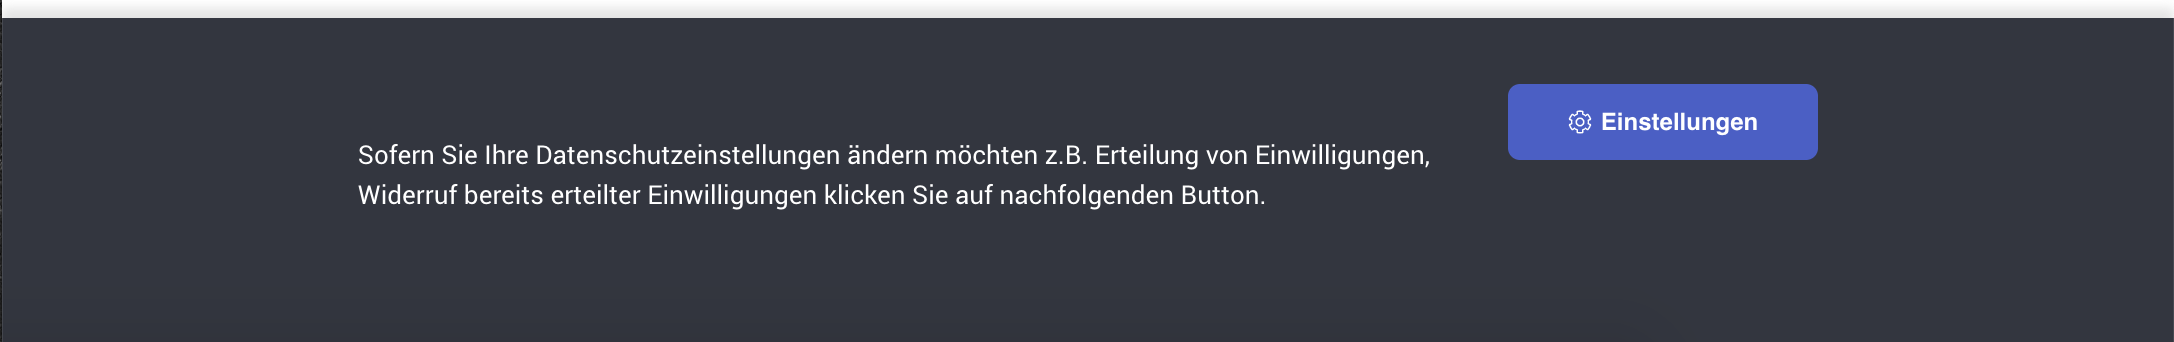 Sofern Sie Ihre Datenschutzeinstellungen ändern möchten z.B. Erteilung von Einwilligungen,
Widerruf bereits erteilter Einwilligungen klicken Sie auf nachfolgenden Button.
Einstellungen